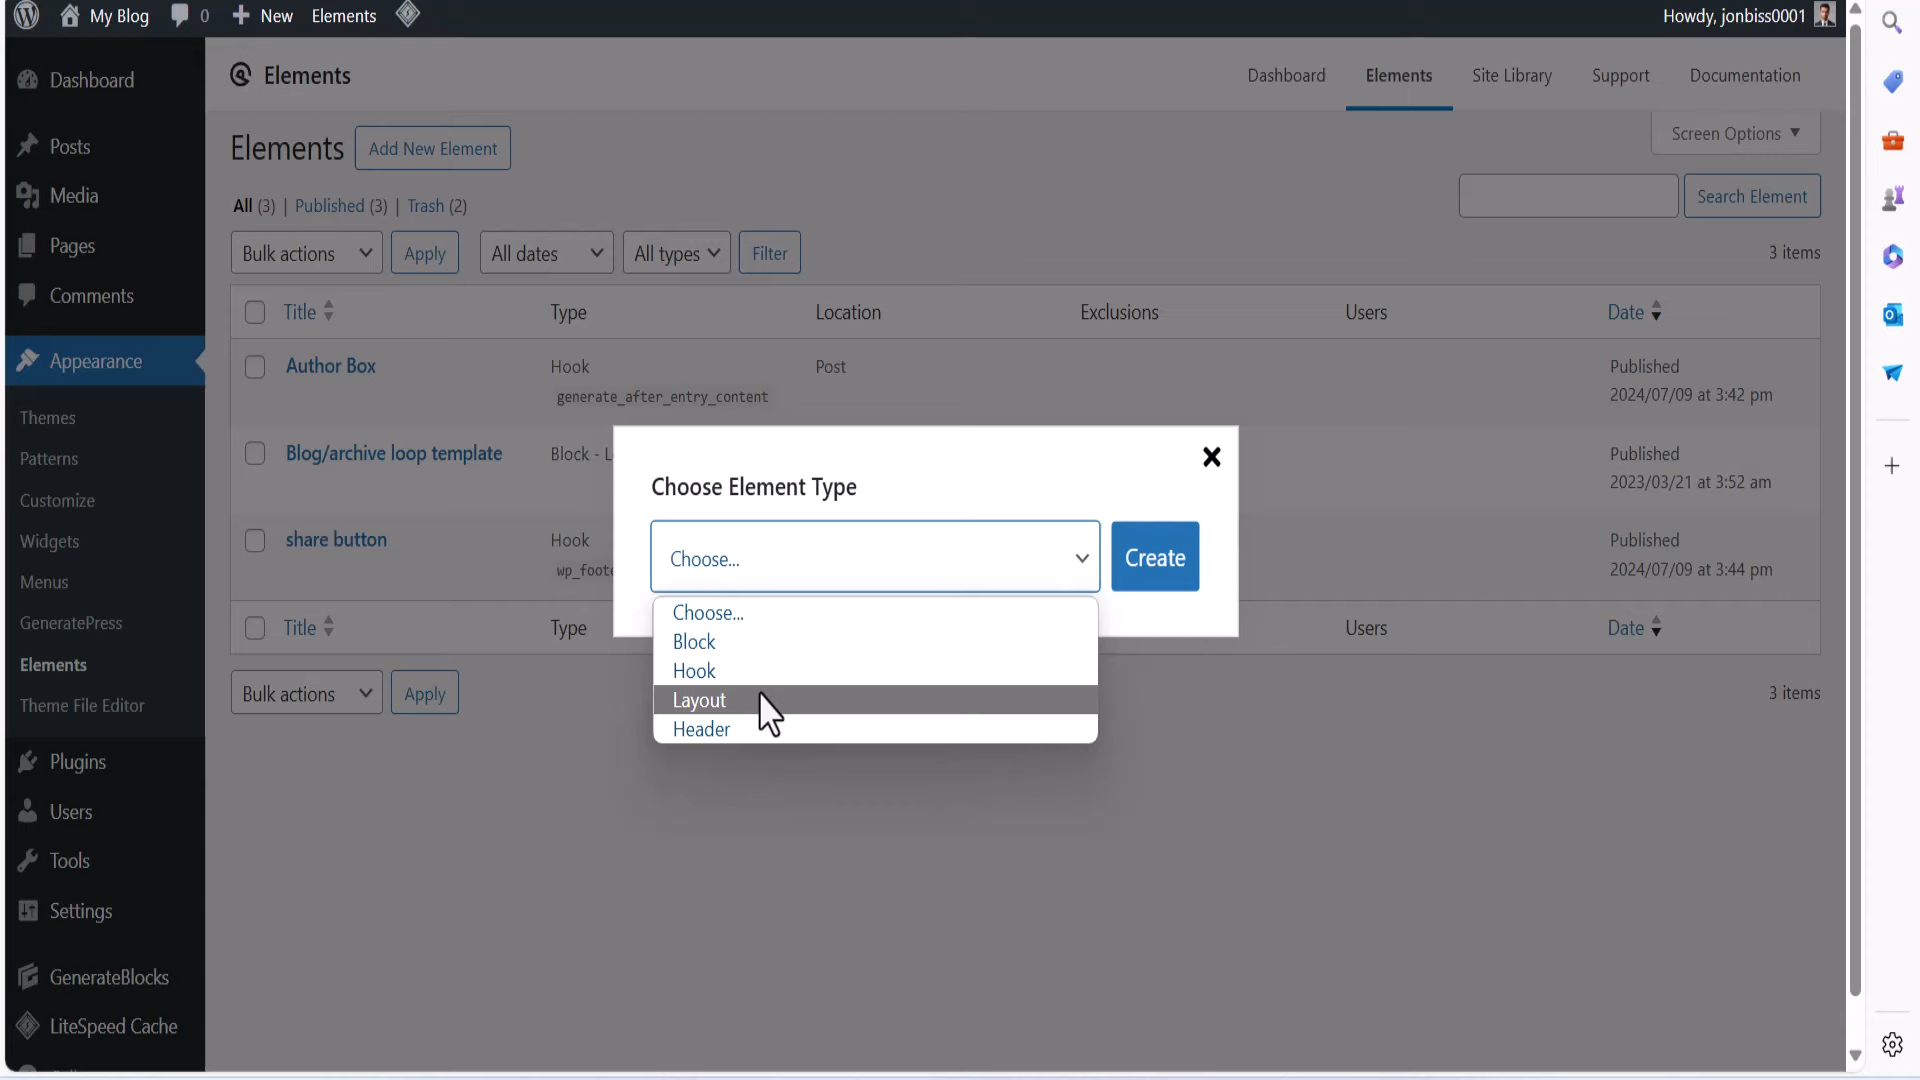 My Blog 0 New Elements Howdy, jonbiss0001
Dashboard
Posts
Media
Pages
Comments
Appearance
Themes
Patterns
Customize
Widgets
Menus
GeneratePress
Elements
Theme File Editor
Plugins
Users
Tools
Settings
GenerateBlocks
LiteSpeed Cache
Elements Dashboard Elements Site Library Support Documentation
Screen Options ▼
Elements Add New Element
All (3) | Published (3) | Trash (2)
Search Element
Bulk actions Apply All dates All types Filter 3 items
Title Type Location Exclusions Users Date
Author Box Hook Post Published
generate_after_entry_content 2024/07/09 at 3:42 pm
Blog/archive loop template Block - Published
2023/03/21 at 3:52 am
share button Hook Published
wp_foote 2024/07/09 at 3:44 pm
Title Type Users Date
Bulk actions Apply 3 items
Choose Element Type
Choose... Create
Choose...
Block
Hook
Layout
Header